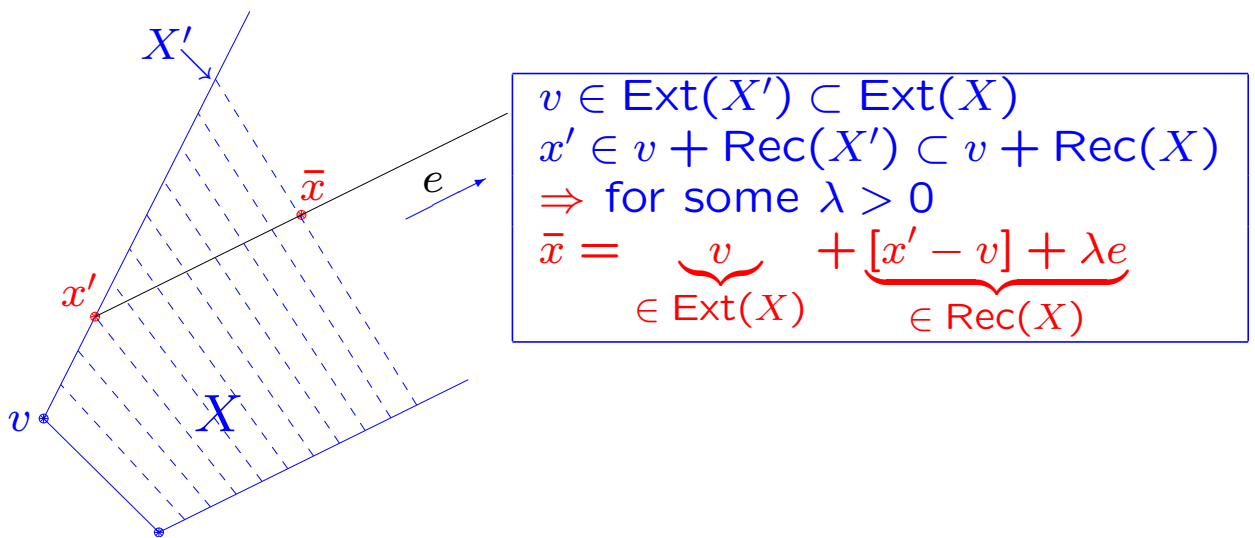 X′
x̄
e
x′
v
X
v ∈ Ext(X′) ⊂ Ext(X)
x′ ∈ v + Rec(X′) ⊂ v + Rec(X)
⇒ for some λ > 0
x̄ = v + [x′ − v] + λe
∈ Ext(X) ∈ Rec(X)